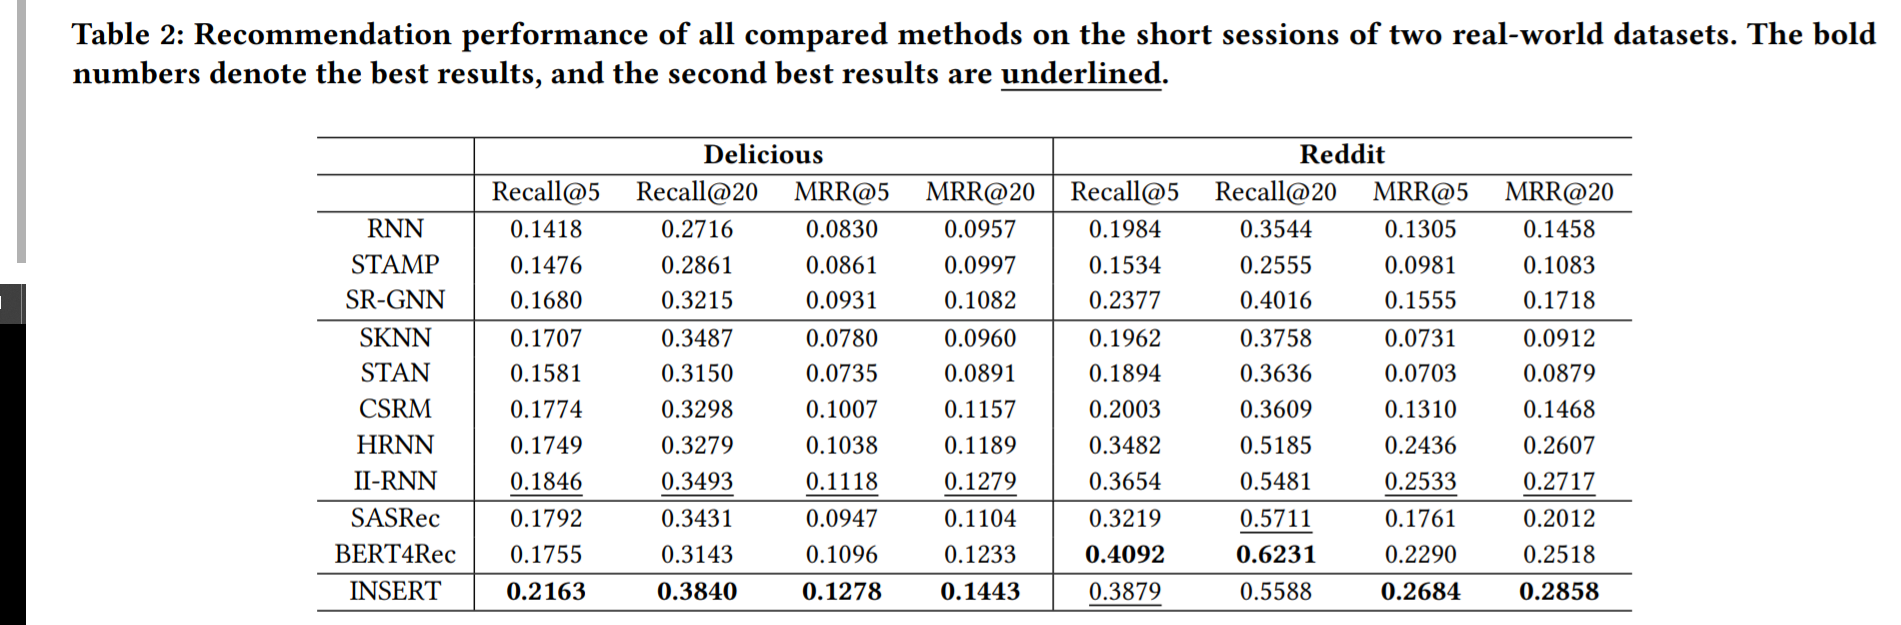 Table 2: Recommendation performance of all compared methods on the short sessions of two real-world datasets. The bold
numbers denote the best results, and the second best results are underlined.
Delicious Reddit
Recall@5 Recall@20 MRR@5 MRR@20 Recall@5 Recall@20 MRR@5 MRR@20
RNN 0.1418 0.2716 0.0830 0.0957 0.1984 0.3544 0.1305 0.1458
STAMP 0.1476 0.2861 0.0861 0.0997 0.1534 0.2555 0.0981 0.1083
SR-GNN 0.1680 0.3215 0.0931 0.1082 0.2377 0.4016 0.1555 0.1718
SKNN 0.1707 0.3487 0.0780 0.0960 0.1962 0.3758 0.0731 0.0912
STAN 0.1581 0.3150 0.0735 0.0891 0.1894 0.3636 0.0703 0.0879
CSRM 0.1774 0.3298 0.1007 0.1157 0.2003 0.3609 0.1310 0.1468
HRNN 0.1749 0.3279 0.1038 0.1189 0.3482 0.5185 0.2436 0.2607
II-RNN 0.1846 0.3493 0.1118 0.1279 0.3654 0.5481 0.2533 0.2717
SASRec 0.1792 0.3431 0.0947 0.1104 0.3219 0.5711 0.1761 0.2012
BERT4Rec 0.1755 0.3143 0.1096 0.1233 0.4092 0.6231 0.2290 0.2518
INSERT 0.2163 0.3840 0.1278 0.1443 0.3879 0.5588 0.2684 0.2858